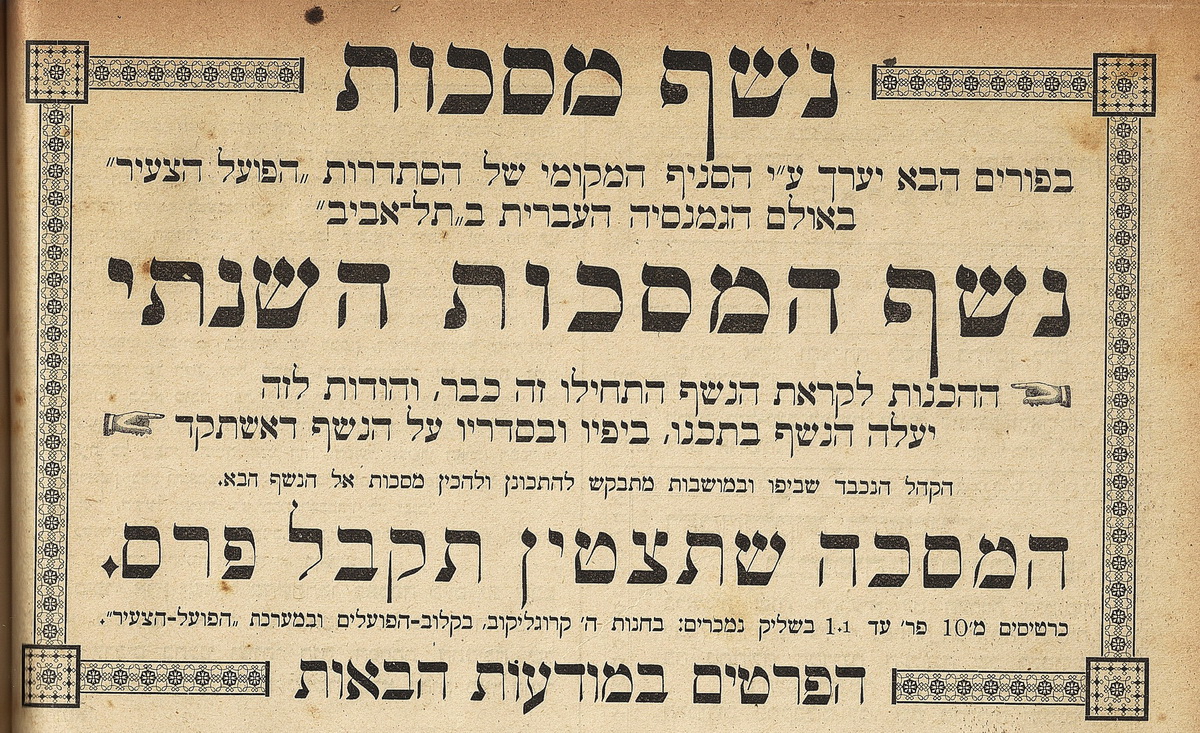 נשף מסכות
בפורים הבא יערך ע״י הסניף המקומי של הסתדרות „הפועל הצעיר״
באולם הגמנסיה העברית ב„תל־אביב״
נשף המסכות השנתי
ההכנות לקראת הנשף התחילו זה כבר, והודות לזה
יעלה הנשף בתכנו, ביפיו ובסדריו על הנשף דאשתקד
הקהל הנכבד שביפו ובמושבות מתבקש להתכונן ולהכין מסכות אל הנשף הבא.
המסכה שתצטין תקבל פרס.
כרטיסים מ׳10 פר׳ עד 1.1 בשליק נמכרים: בחנות ה׳ קרוגליקוב, בקלוב-הפועלים ובמערכת „הפועל-הצעיר״.
הפרטים במודעות הבאות